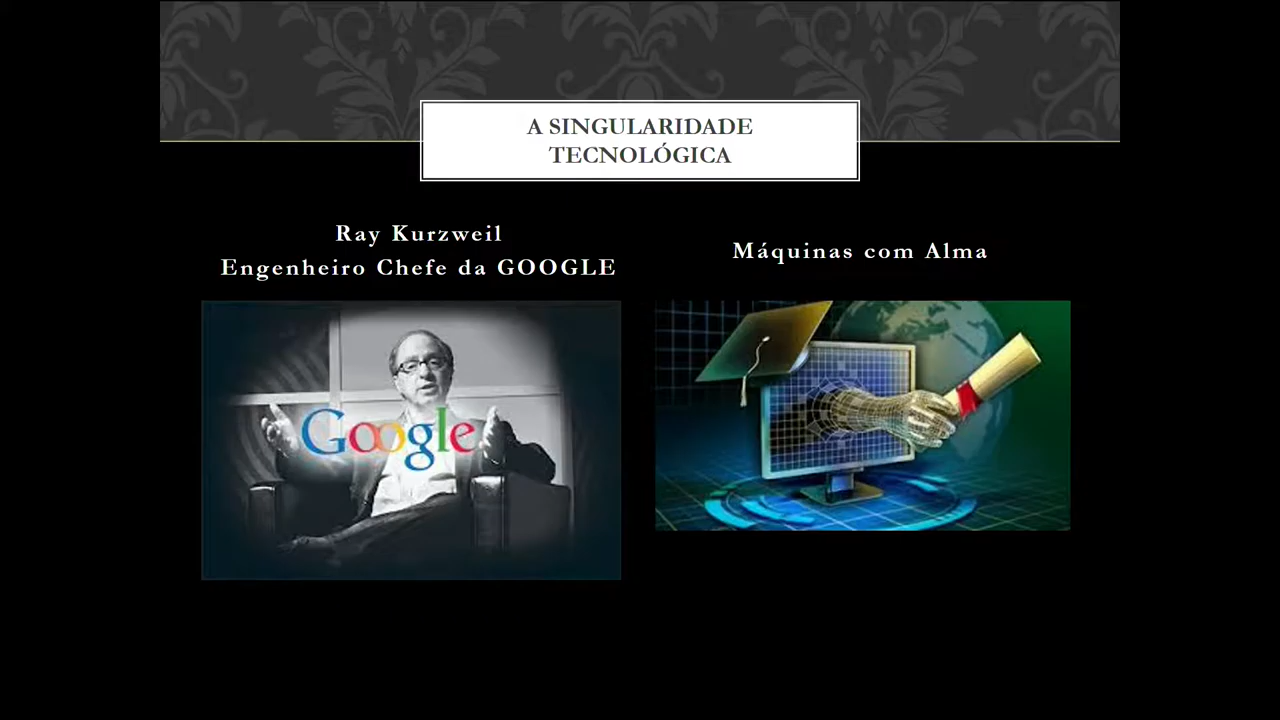 A SINGULARIDADE
TECNOLÓGICA
Ray Kurzweil
Engenheiro Chefe da GOOGLE
Máquinas com Alma
Google